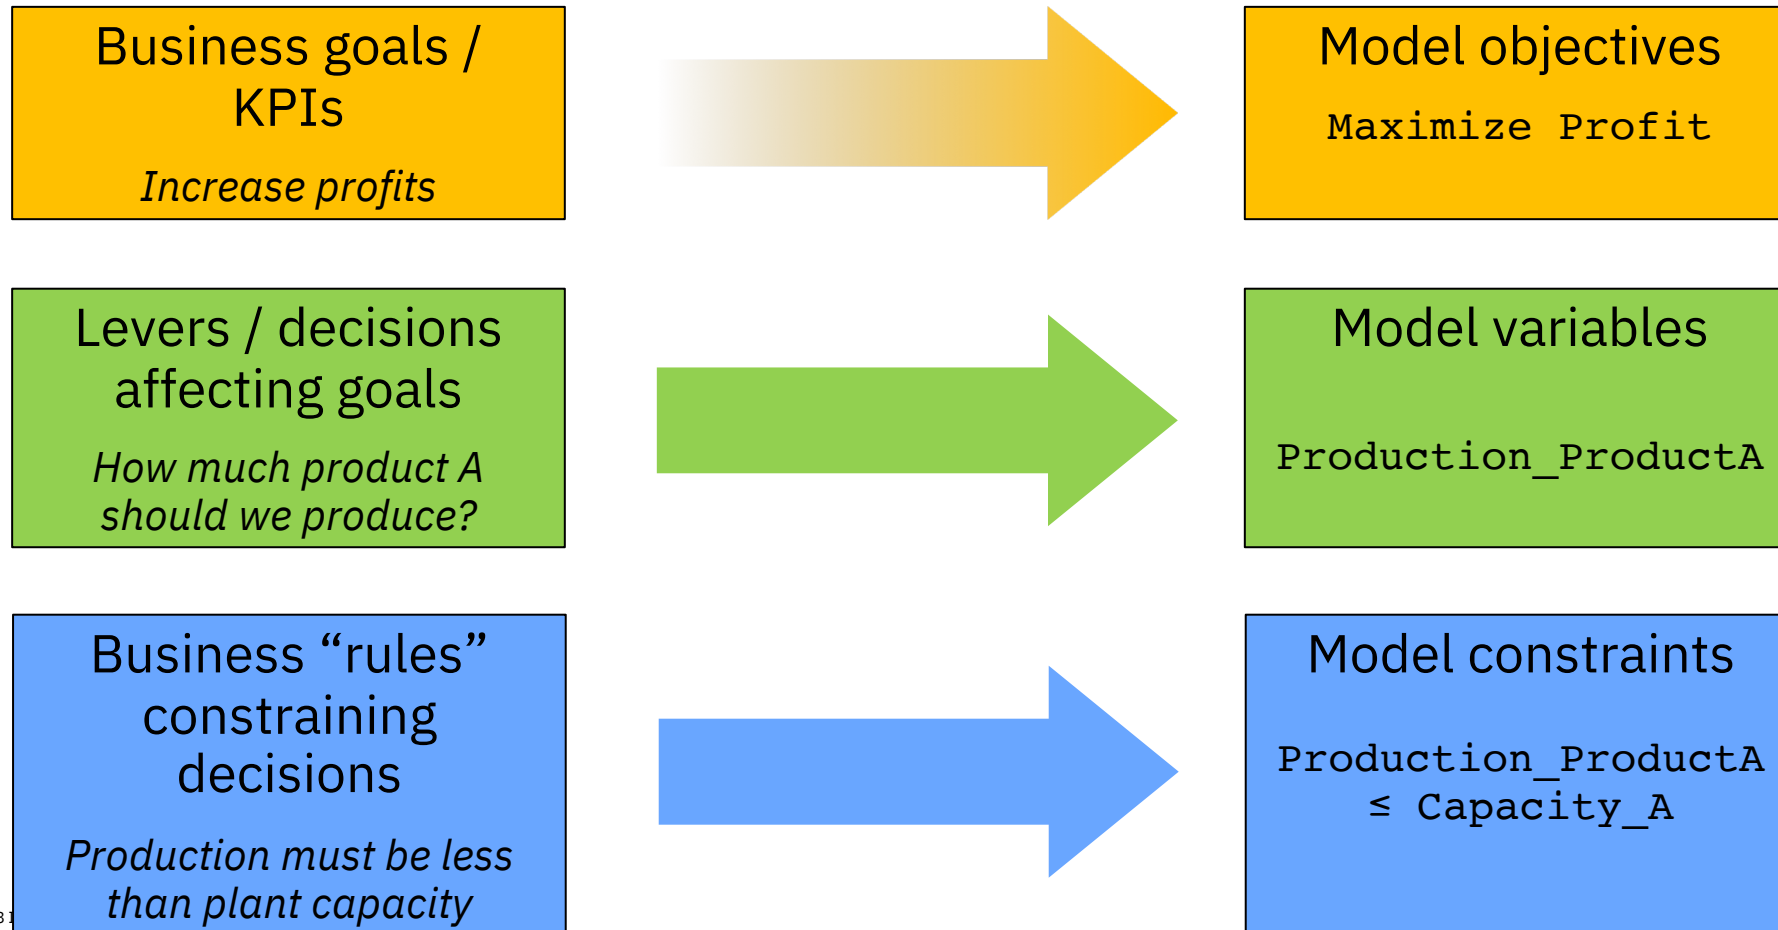 Business goals /
KPIs
Increase profits
Model objectives
Maximize Profit
Levers / decisions
affecting goals
How much product A
should we produce?
Model variables
Production_ProductA
Business “rules”
constraining
decisions
Production must be less
than plant capacity
Model constraints
Production_ProductA
≤ Capacity_A